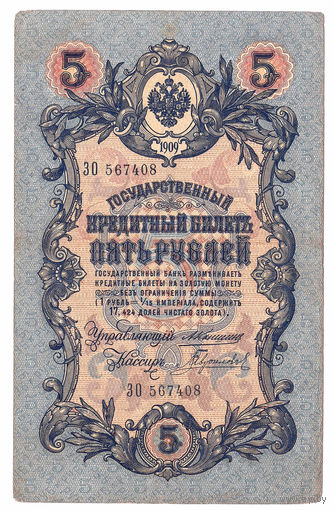 5 5
1909
ЗО 567408
ГОСУДАРСТВЕННЫЙ
КРЕДИТНЫЙ БИЛЕТЪ
ПЯТЬ РУБЛЕЙ
ГОСУДАРСТВЕННЫЙ БАНКЪ РАЗМѢНИВАЕТЪ
КРЕДИТНЫЕ БИЛЕТЫ НА ЗОЛОТУЮ МОНЕТУ
БЕЗЪ ОГРАНИЧЕНІЯ СУММЫ
(1 РУБЛЬ = 1/15 ИМПЕРІАЛА, СОДЕРЖИТЪ
17,424 ДОЛЕЙ ЧИСТАГО ЗОЛОТА).
Управляющій
Кассиръ
ЗО 567408
5